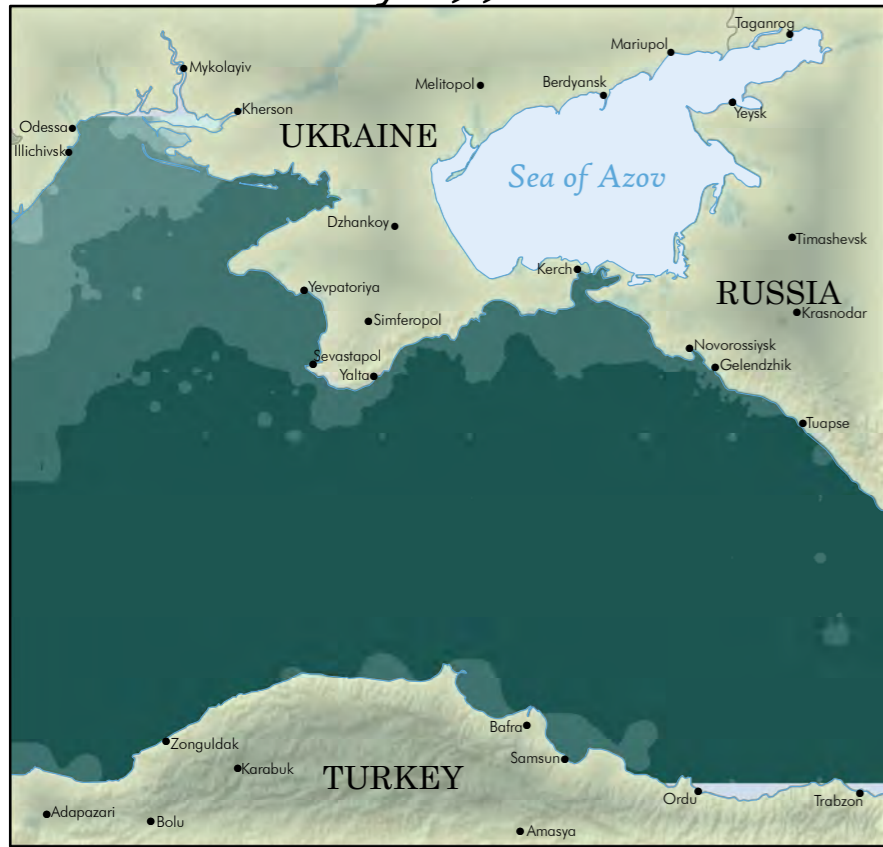 Taganrog
Mariupol
Mykolayiv
Melitopol
Berdyansk
Kherson
Yeysk
Odessa
UKRAINE
Illichivsk
Sea of Azov
Dzhankoy
Timashevsk
Kerch
Yevpatoriya
RUSSIA
Krasnodar
Simferopol
Novorossiysk
Sevastapol
Gelendzhik
Yalta
Tuapse
Bafra
Zonguldak
Samsun
Karabuk
TURKEY
Ordu
Trabzon
Adapazari
Bolu
Amasya